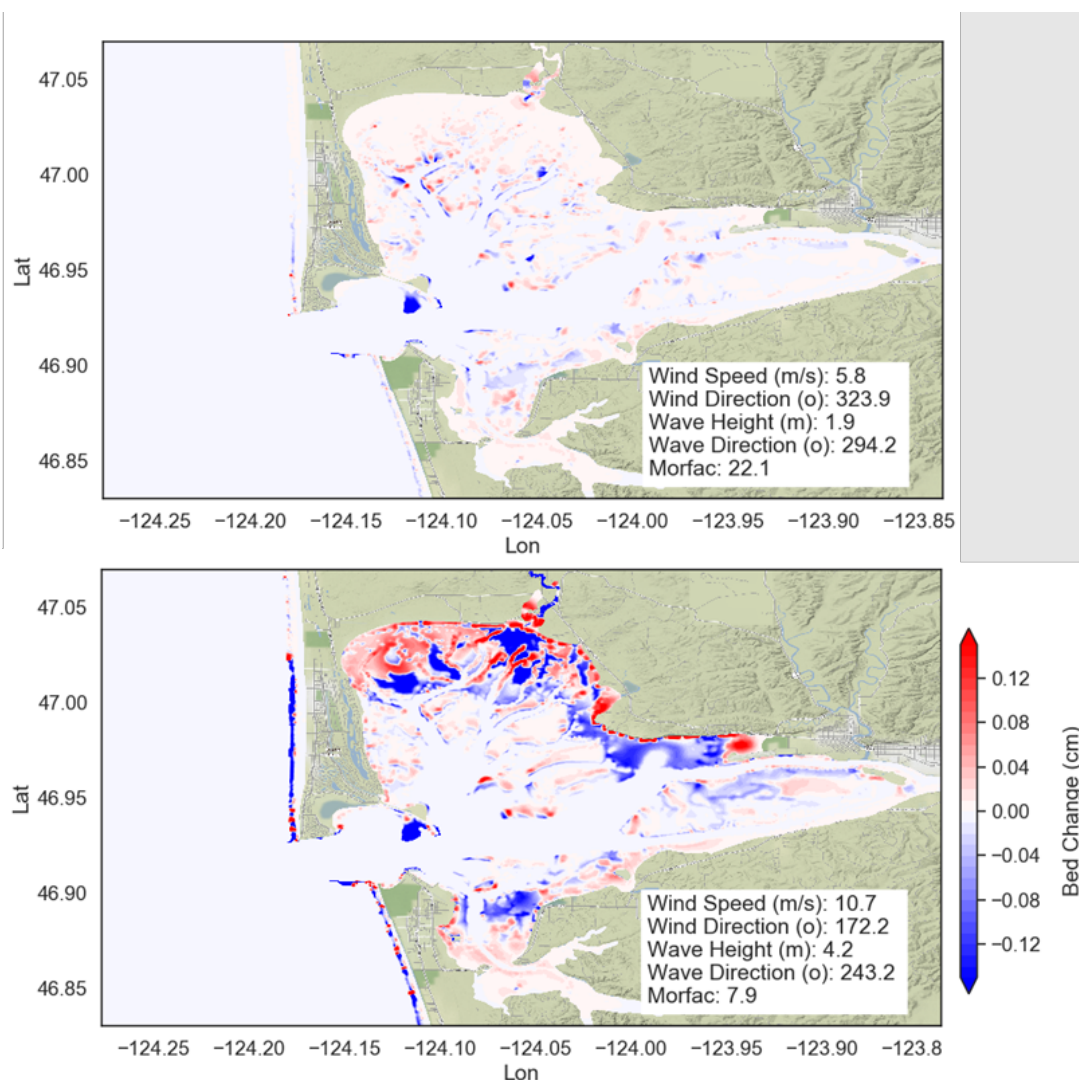 47.05
47.00
46.95
46.90
46.85
Lat
Wind Speed (m/s): 5.8
Wind Direction (o): 323.9
Wave Height (m): 1.9
Wave Direction (o): 294.2
Morfac: 22.1
−124.25 −124.20 −124.15 −124.10 −124.05 −124.00 −123.95 −123.90 −123.85
Lon
47.05
47.00
46.95
46.90
46.85
Lat
Wind Speed (m/s): 10.7
Wind Direction (o): 172.2
Wave Height (m): 4.2
Wave Direction (o): 243.2
Morfac: 7.9
−124.25 −124.20 −124.15 −124.10 −124.05 −124.00 −123.95 −123.90 −123.8
Lon
0.12
0.08
0.04
0.00
−0.04
−0.08
−0.12
Bed Change (cm)